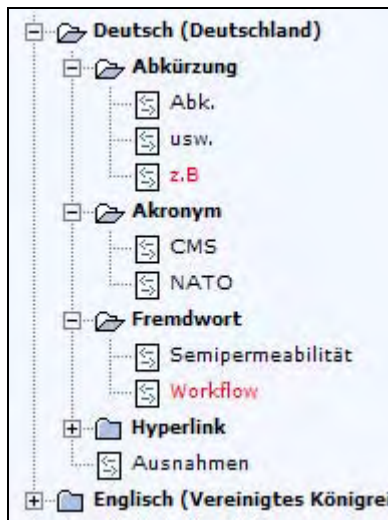 Deutsch (Deutschland)
Abkürzung
Abk.
usw.
z.B
Akronym
CMS
NATO
Fremdwort
Semipermeabilität
Workflow
Hyperlink
Ausnahmen
Englisch (Vereinigtes Königrei